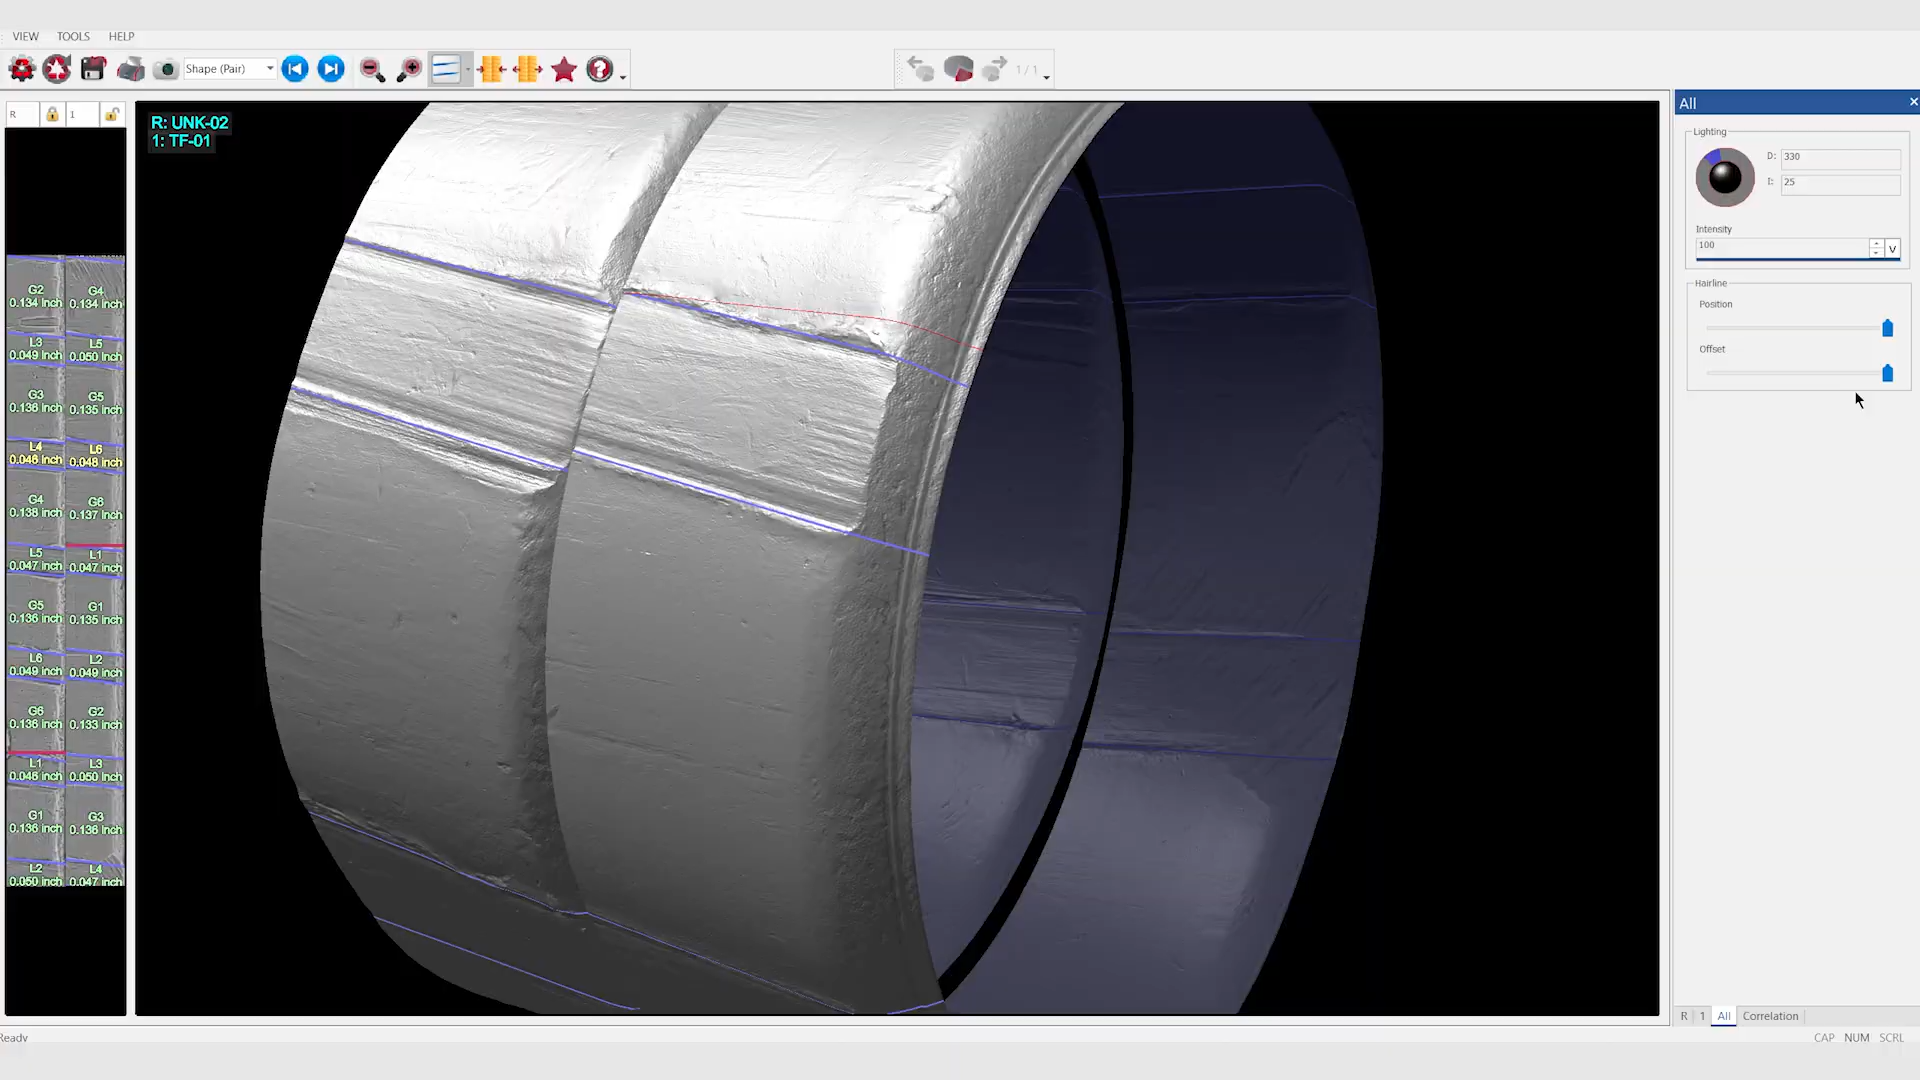 VIEW TOOLS HELP
Shape (Pair)
1 / 1
R 1
R: UNK-02
1: TF-01
G2 G4
0.134 inch 0.134 inch
L3 L5
0.049 inch 0.050 inch
G3 G5
0.136 inch 0.135 inch
L4 L6
0.046 inch 0.048 inch
G4 G6
0.138 inch 0.137 inch
L5 L1
0.047 inch 0.047 inch
G5 G1
0.136 inch 0.135 inch
L6 L2
0.049 inch 0.049 inch
G6 G2
0.136 inch 0.133 inch
L1 L3
0.046 inch 0.050 inch
G1 G3
0.136 inch 0.136 inch
L2 L4
0.050 inch 0.047 inch
All
Lighting
D: 330
I: 25
Intensity
100
V
Hairline
Position
Offset
R 1 All Correlation
Ready
CAP NUM SCRL